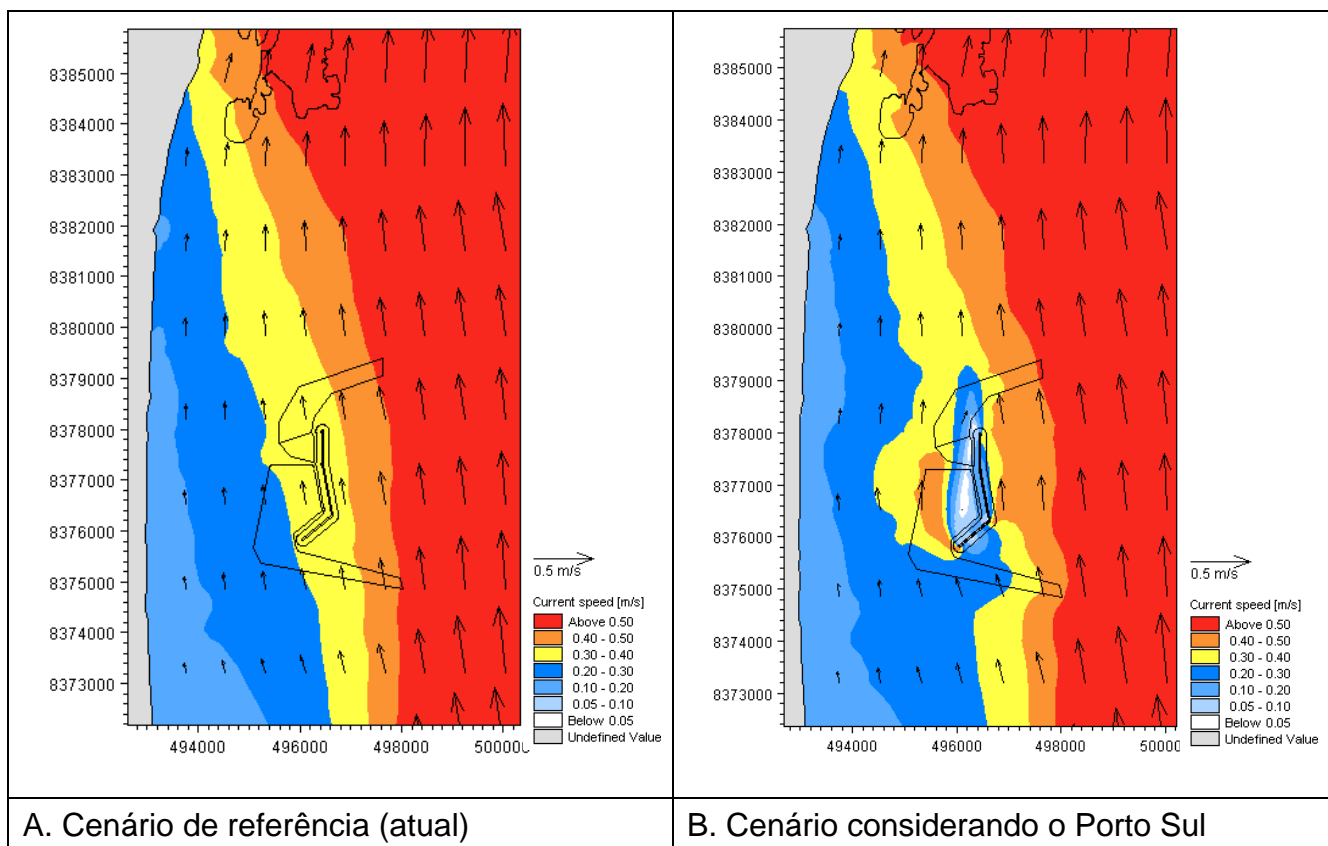 8385000
8384000
8383000
8382000
8381000
8380000
8379000
8378000
8377000
8376000
8375000
8374000
8373000
494000 496000 498000
0.5 m/s
Current speed [m/s]
Above 0.50
0.40 - 0.50
0.30 - 0.40
0.20 - 0.30
0.10 - 0.20
0.05 - 0.10
Below 0.05
Undefined Value
A. Cenário de referência (atual)
8385000
8384000
8383000
8382000
8381000
8380000
8379000
8378000
8377000
8376000
8375000
8374000
8373000
494000 496000 498000
0.5 m/s
Current speed [m/s]
Above 0.50
0.40 - 0.50
0.30 - 0.40
0.20 - 0.30
0.10 - 0.20
0.05 - 0.10
Below 0.05
Undefined Value
B. Cenário considerando o Porto Sul